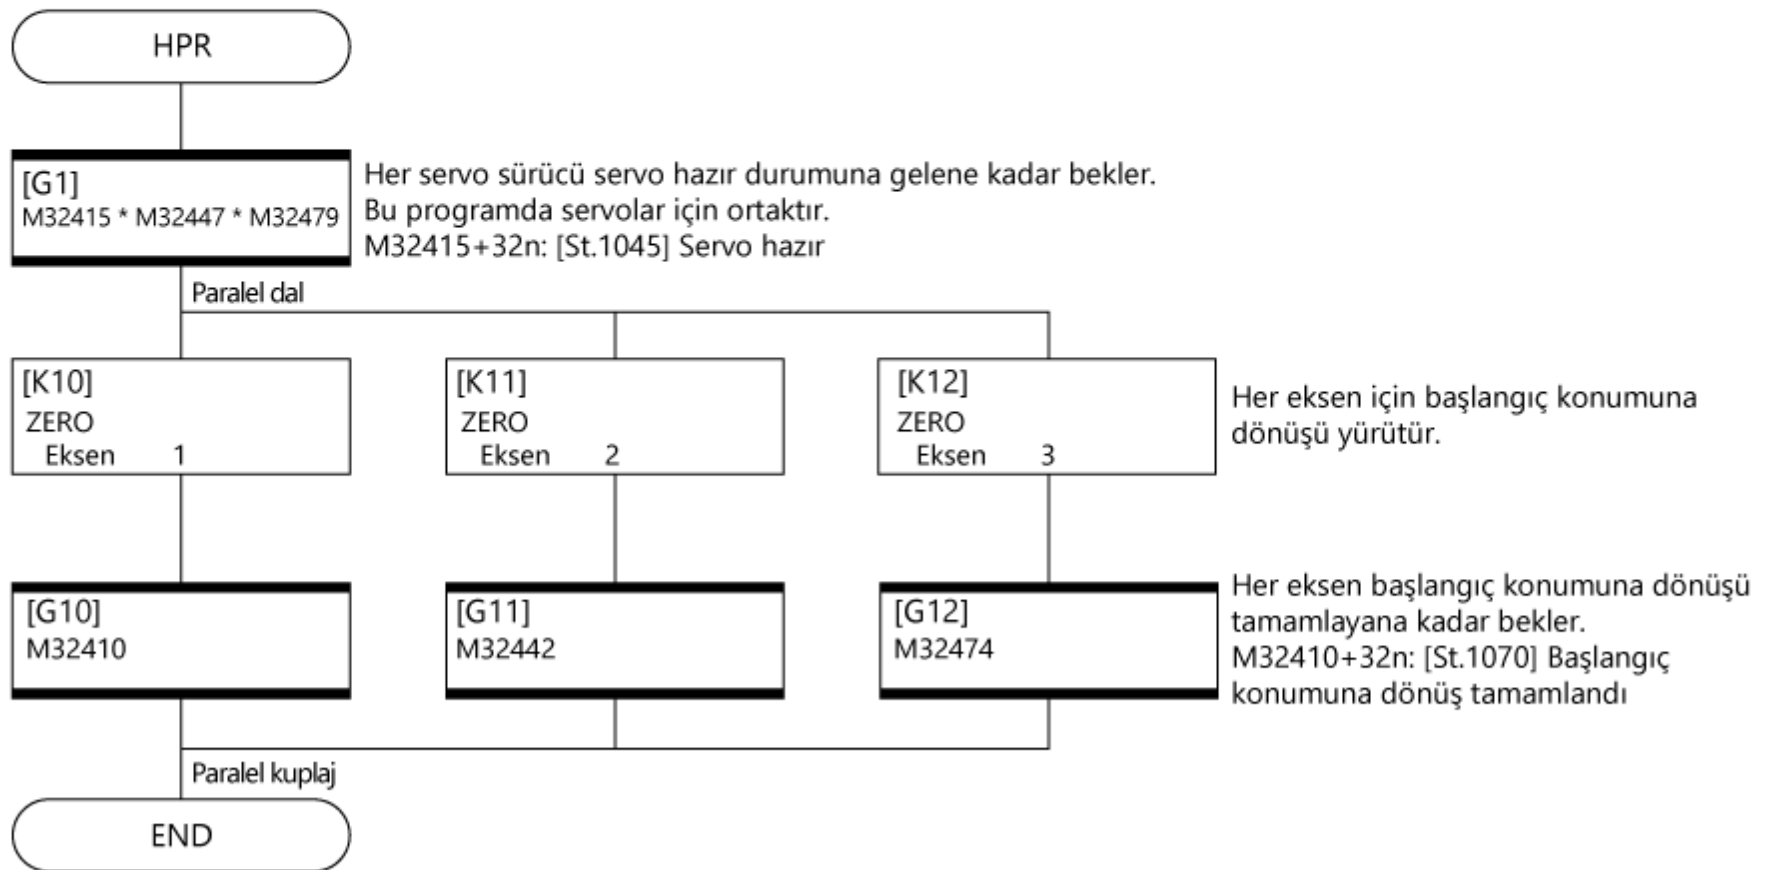 HPR
[G1]
M32415 * M32447 * M32479
Her servo sürücü servo hazır durumuna gelene kadar bekler.
Bu programda servolar için ortaktır.
M32415+32n: [St.1045] Servo hazır
Paralel dal
[K10]
ZERO
Eksen 1
[K11]
ZERO
Eksen 2
[K12]
ZERO
Eksen 3
Her eksen için başlangıç konumuna
dönüşü yürütür.
[G10]
M32410
[G11]
M32442
[G12]
M32474
Her eksen başlangıç konumuna dönüşü
tamamlayana kadar bekler.
M32410+32n: [St.1070] Başlangıç
konumuna dönüş tamamlandı
Paralel kuplaj
END